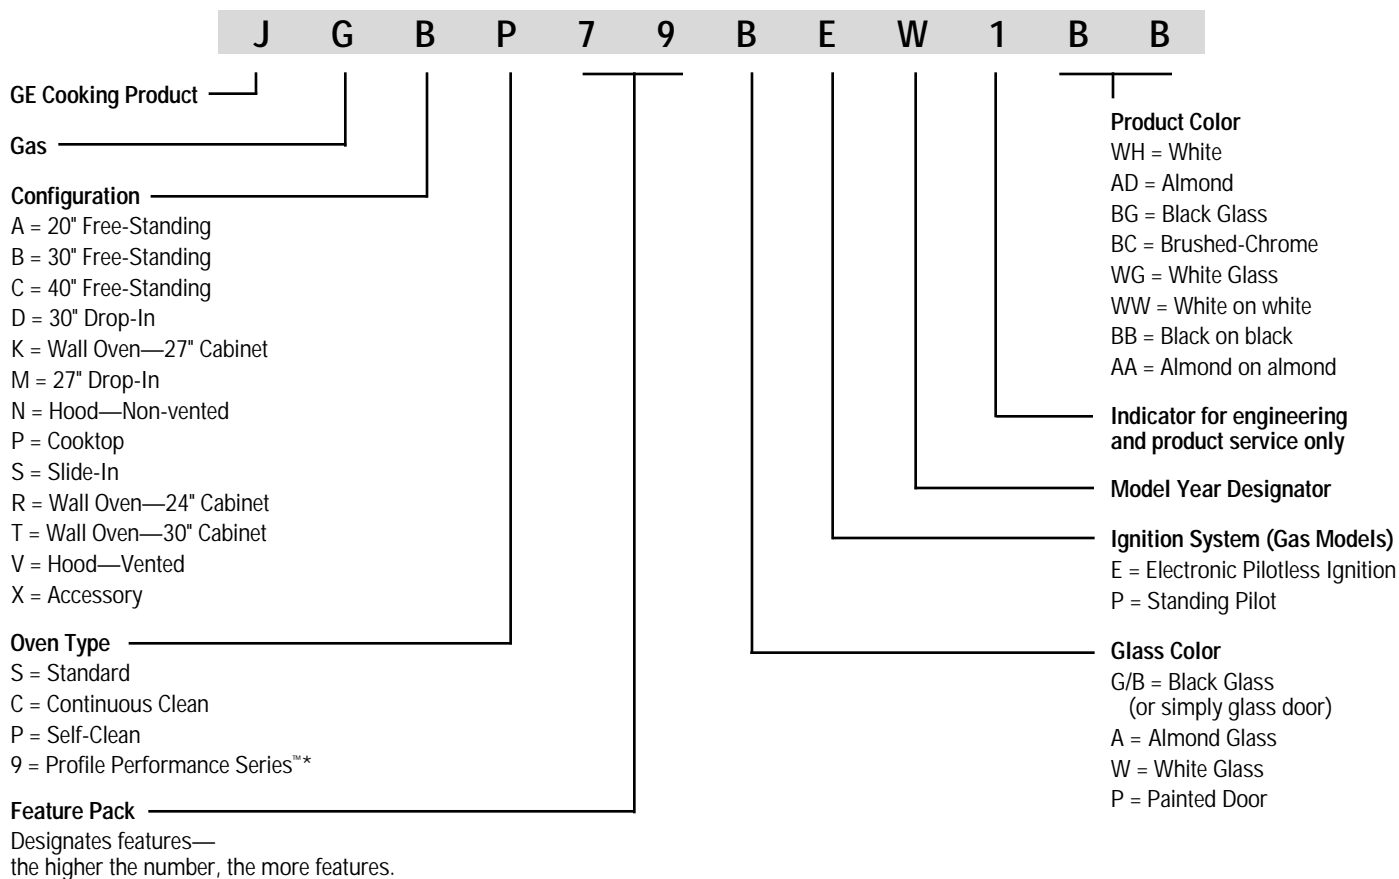 J G B P 7 9 B E W 1 B B
GE Cooking Product
Gas
Configuration
A = 20" Free-Standing
B = 30" Free-Standing
C = 40" Free-Standing
D = 30" Drop-In
K = Wall Oven—27" Cabinet
M = 27" Drop-In
N = Hood—Non-vented
P = Cooktop
S = Slide-In
R = Wall Oven—24" Cabinet
T = Wall Oven—30" Cabinet
V = Hood—Vented
X = Accessory
Oven Type
S = Standard
C = Continuous Clean
P = Self-Clean
9 = Profile Performance Series™*
Feature Pack
Designates features—
the higher the number, the more features.
Product Color
WH = White
AD = Almond
BG = Black Glass
BC = Brushed-Chrome
WG = White Glass
WW = White on white
BB = Black on black
AA = Almond on almond
Indicator for engineering
and product service only
Model Year Designator
Ignition System (Gas Models)
E = Electronic Pilotless Ignition
P = Standing Pilot
Glass Color
G/B = Black Glass
(or simply glass door)
A = Almond Glass
W = White Glass
P = Painted Door